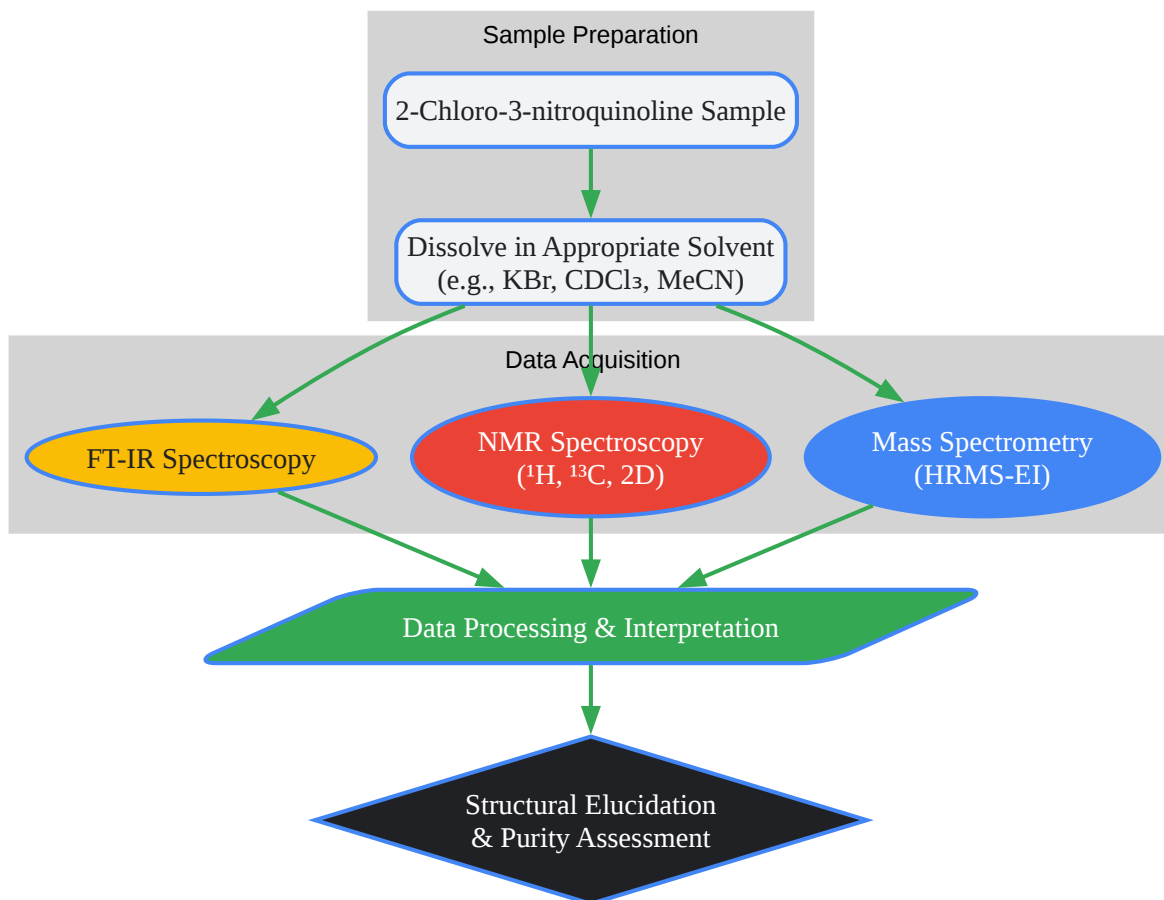 Sample Preparation
2-Chloro-3-nitroquinoline Sample
Dissolve in Appropriate Solvent
(e.g., KBr, CDCl₃, MeCN)
Data Acquisition
FT-IR Spectroscopy
NMR Spectroscopy
(¹H, ¹³C, 2D)
Mass Spectrometry
(HRMS-EI)
Data Processing & Interpretation
Structural Elucidation
& Purity Assessment